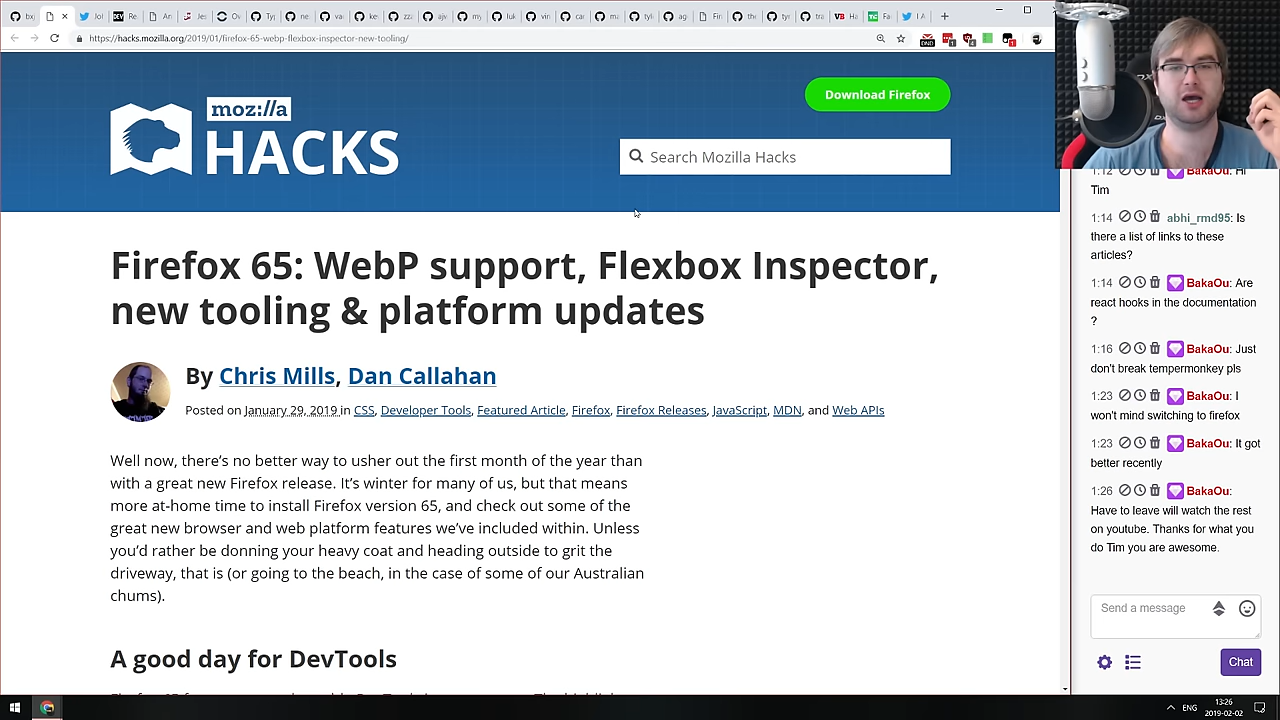 https://hacks.mozilla.org/2019/01/firefox-65-webp-flexbox-inspector-new-tooling/
moz://a
HACKS
Download Firefox
Search Mozilla Hacks
Firefox 65: WebP support, Flexbox Inspector,
new tooling & platform updates
By Chris Mills, Dan Callahan
Posted on January 29, 2019 in CSS, Developer Tools, Featured Article, Firefox, Firefox Releases, JavaScript, MDN, and Web APIs
Well now, there's no better way to usher out the first month of the year than
with a great new Firefox release. It's winter for many of us, but that means
more at-home time to install Firefox version 65, and check out some of the
great new browser and web platform features we've included within. Unless
you'd rather be donning your heavy coat and heading outside to grit the
driveway, that is (or going to the beach, in the case of some of our Australian
chums).
A good day for DevTools
1:12 BakaOu: Hi
Tim
1:14 abhi_rmd95: Is
there a list of links to these
articles?
1:14 BakaOu: Are
react hooks in the documentation
?
1:16 BakaOu: Just
don't break tempermonkey pls
1:23 BakaOu: I
won't mind switching to firefox
1:23 BakaOu: It got
better recently
1:26 BakaOu:
Have to leave will watch the rest
on youtube. Thanks for what you
do Tim you are awesome.
Send a message
Chat
ENG
13:26
2019-02-02